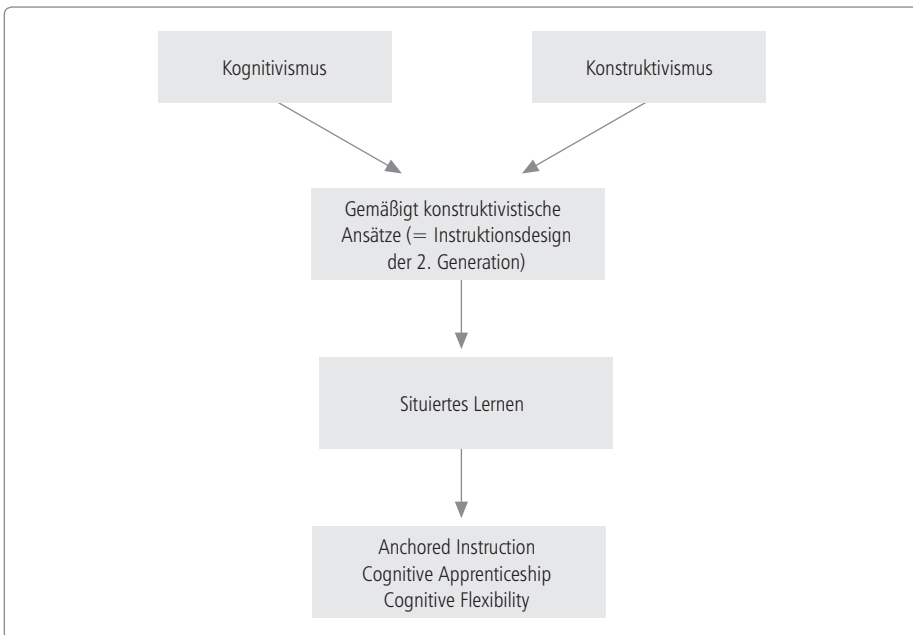 Kognitivismus
Konstruktivismus
Gemäßigt konstruktivistische
Ansätze (= Instruktionsdesign
der 2. Generation)
Situiertes Lernen
Anchored Instruction
Cognitive Apprenticeship
Cognitive Flexibility